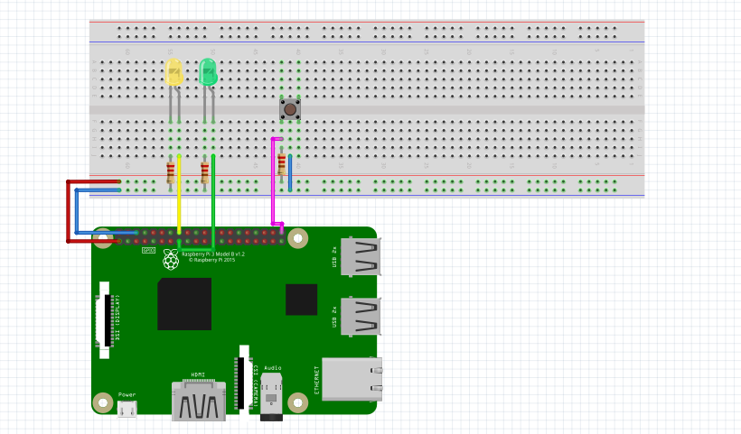 GPIO
Raspberry Pi 3 Model B v1.2
© Raspberry Pi 2015
USB 2x
DSI (DISPLAY)
USB 2x
HDMI
CSI (CAMERA)
Audio
ETHERNET
Power